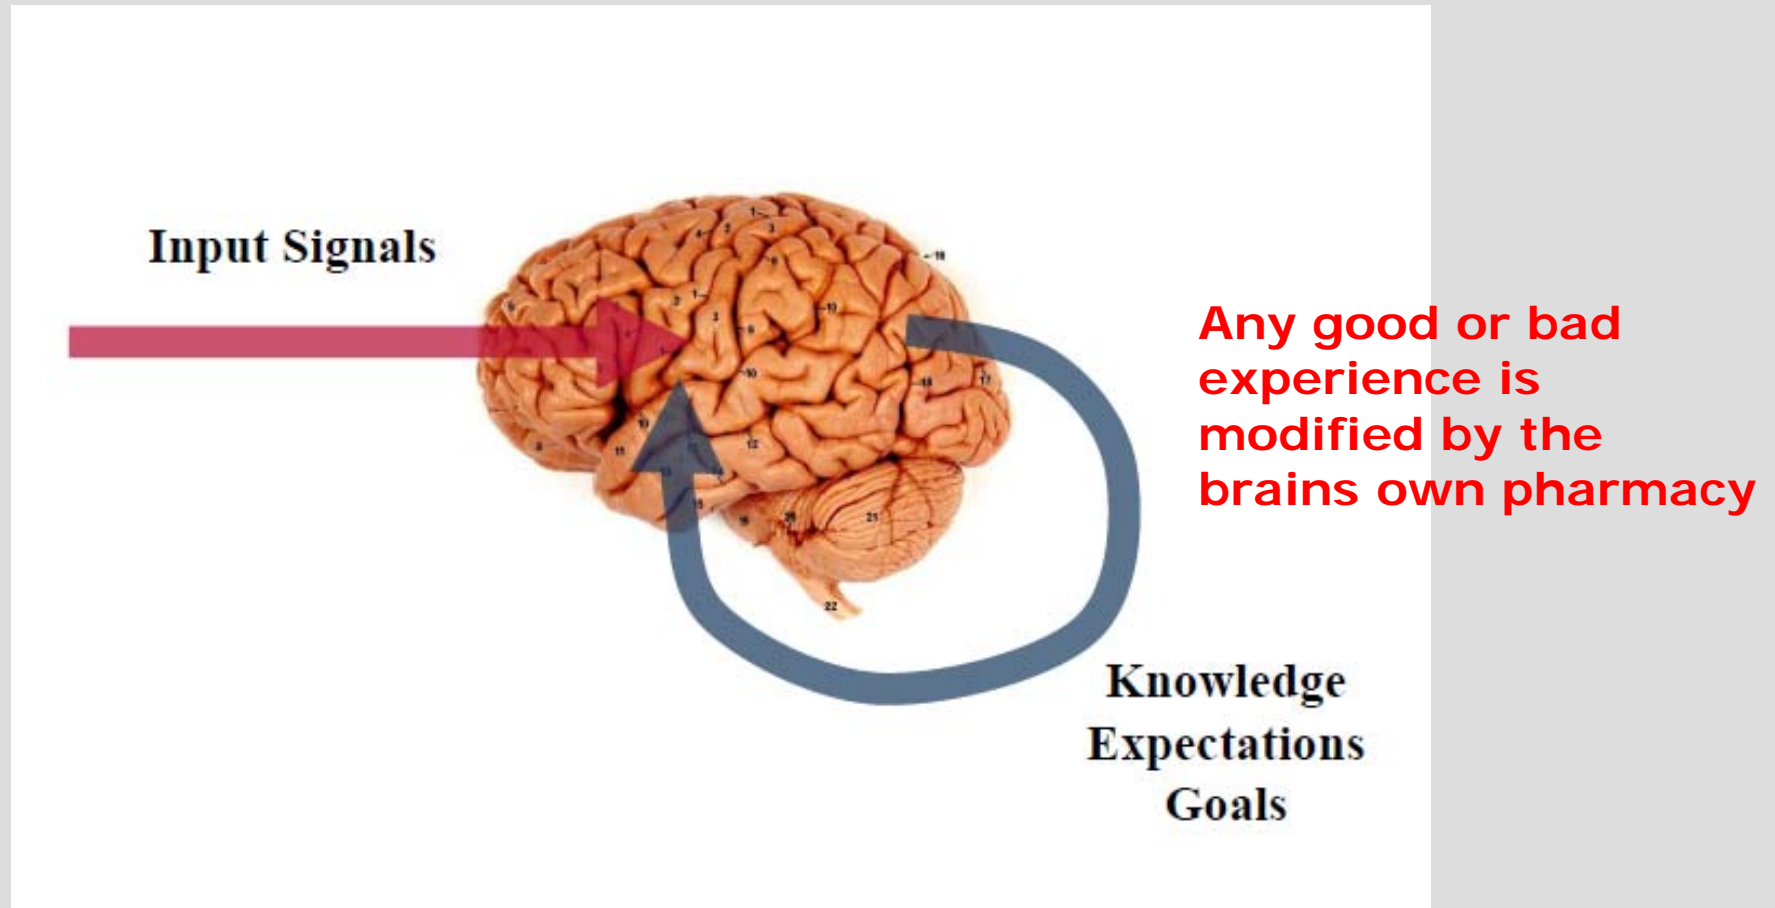 Input Signals
Any good or bad
experience is
modified by the
brains own pharmacy
Knowledge
Expectations
Goals